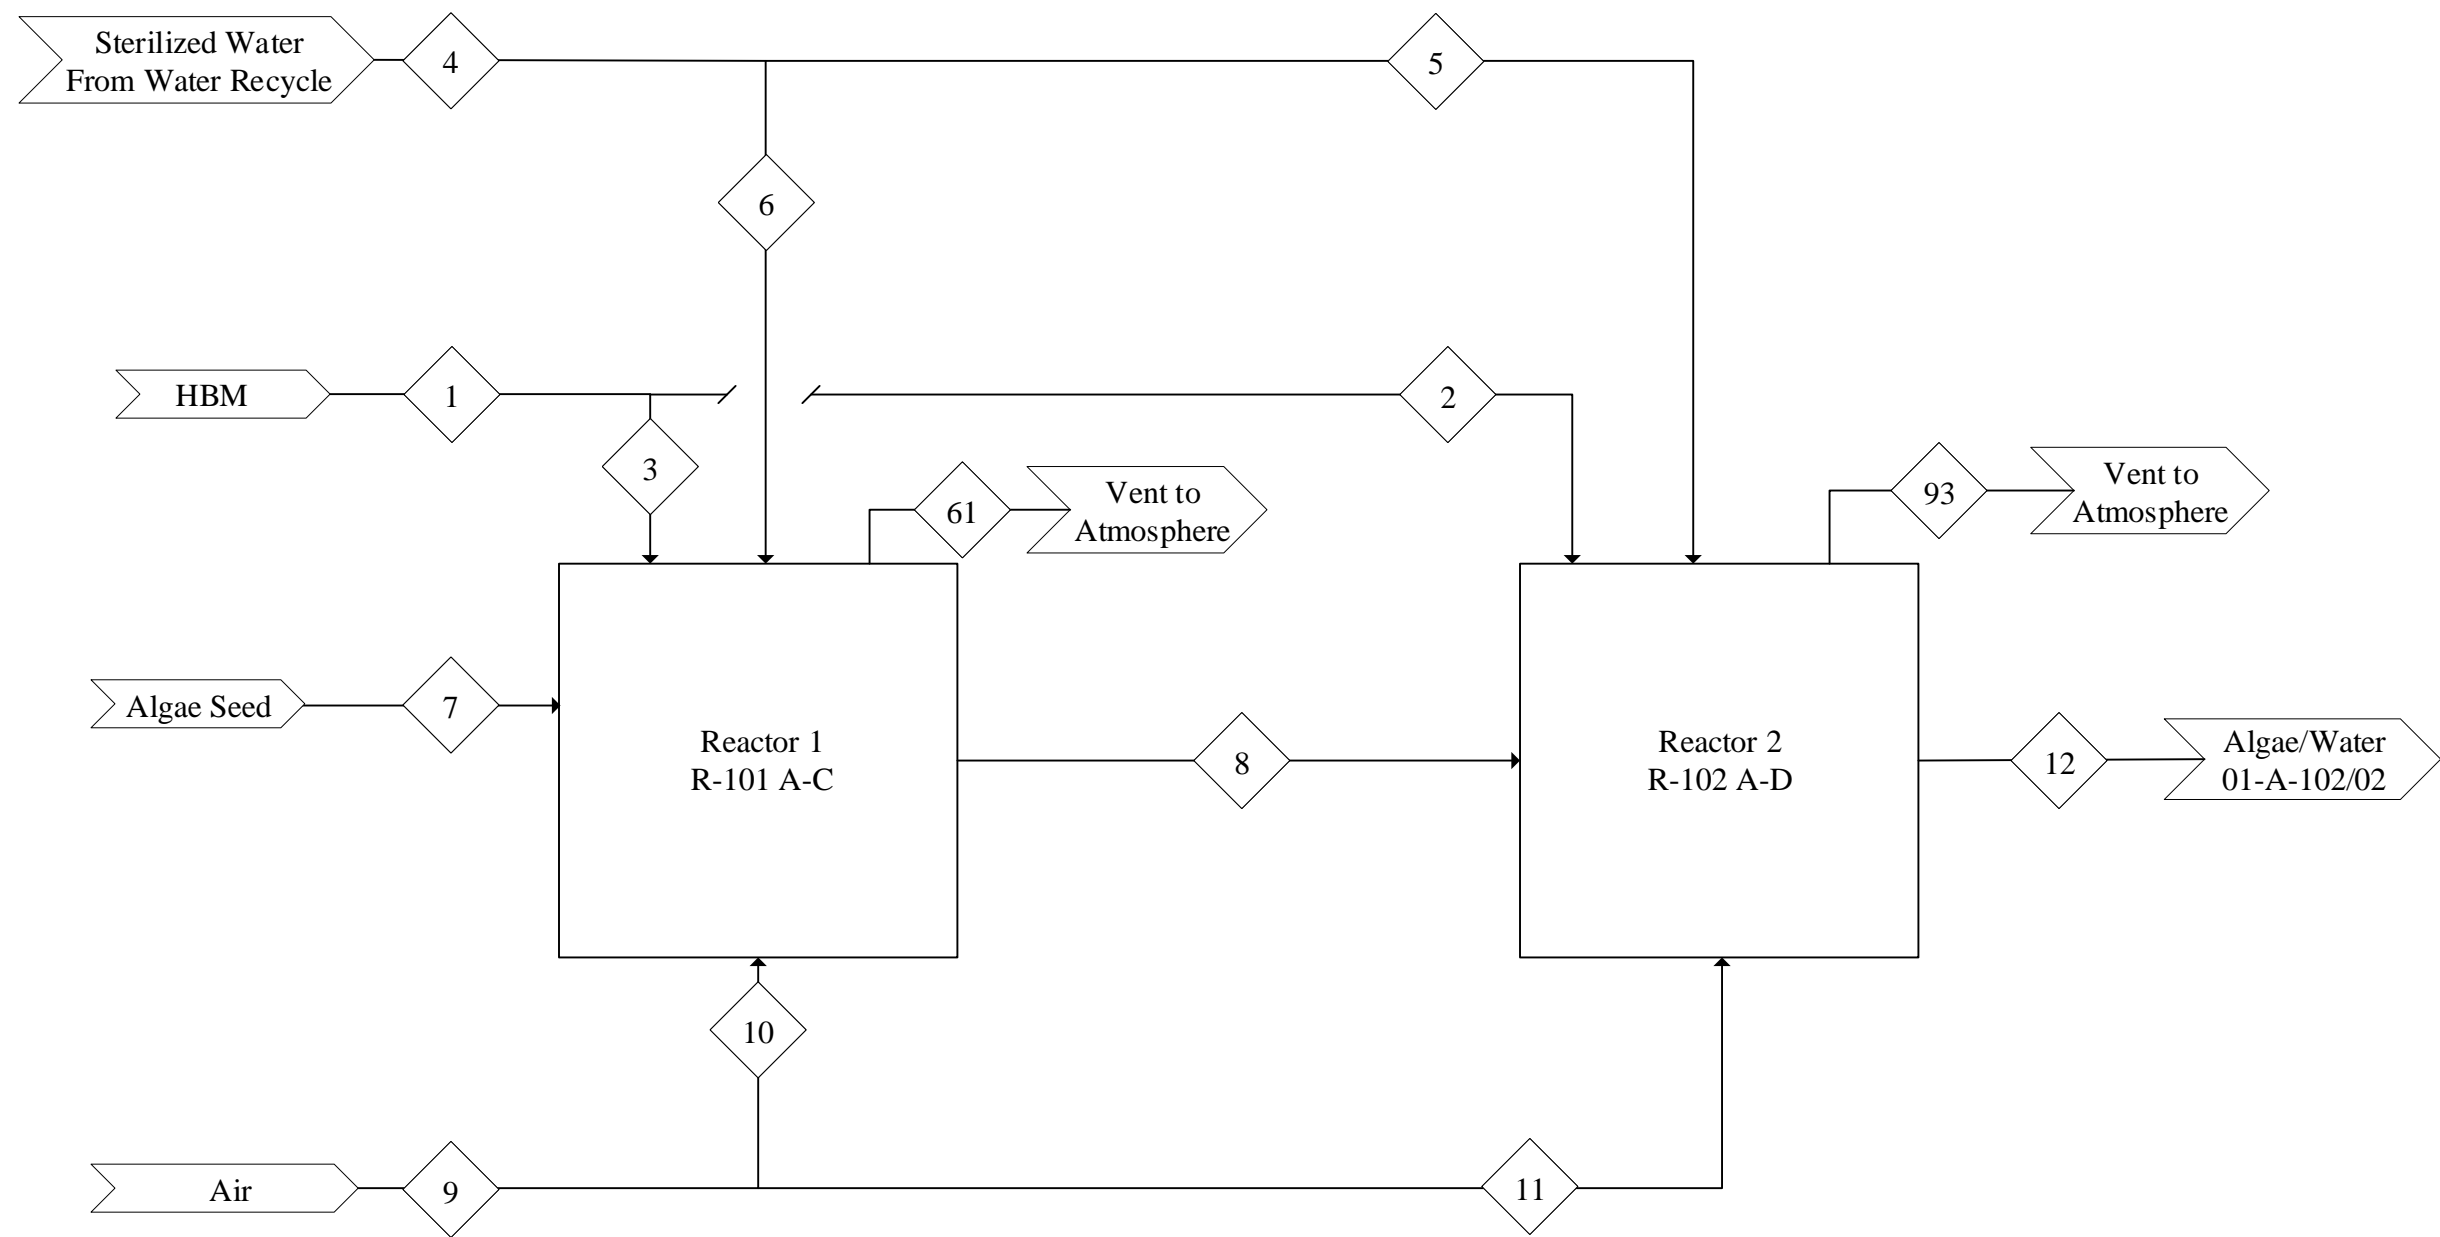 Sterilized Water
From Water Recycle
4
5
6
HBM
1
2
3
61
Vent to
Atmosphere
93
Vent to
Atmosphere
Algae Seed
7
Reactor 1
R-101 A-C
8
Reactor 2
R-102 A-D
12
Algae/Water
01-A-102/02
10
Air
9
11